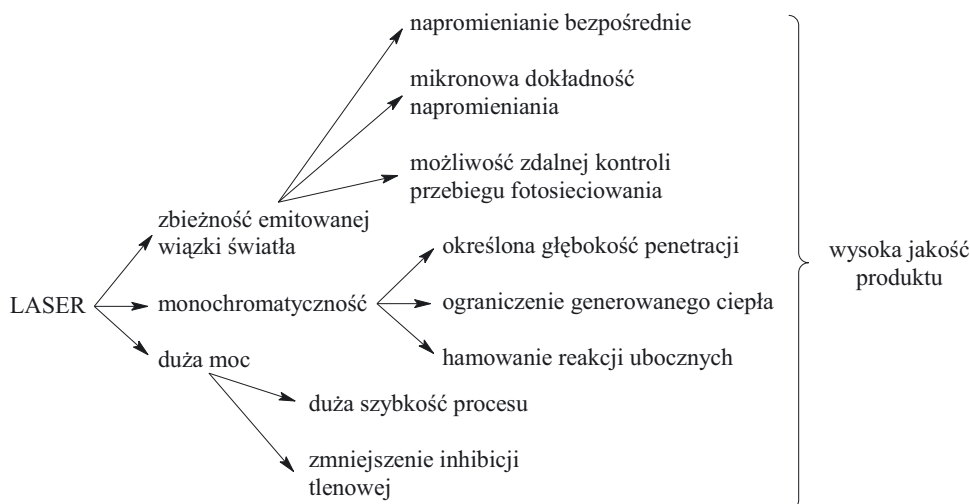 napromienianie bezpośrednie
mikronowa dokładność
napromieniania
możliwość zdalnej kontroli
przebiegu fotosieciowania
zbieżność emitowanej
wiązki światła
określona głębokość penetracji
wysoka jakość
produktu
LASER
monochromatyczność
ograniczenie generowanego ciepła
duża moc
hamowanie reakcji ubocznych
duża szybkość procesu
zmniejszenie inhibicji
tlenowej